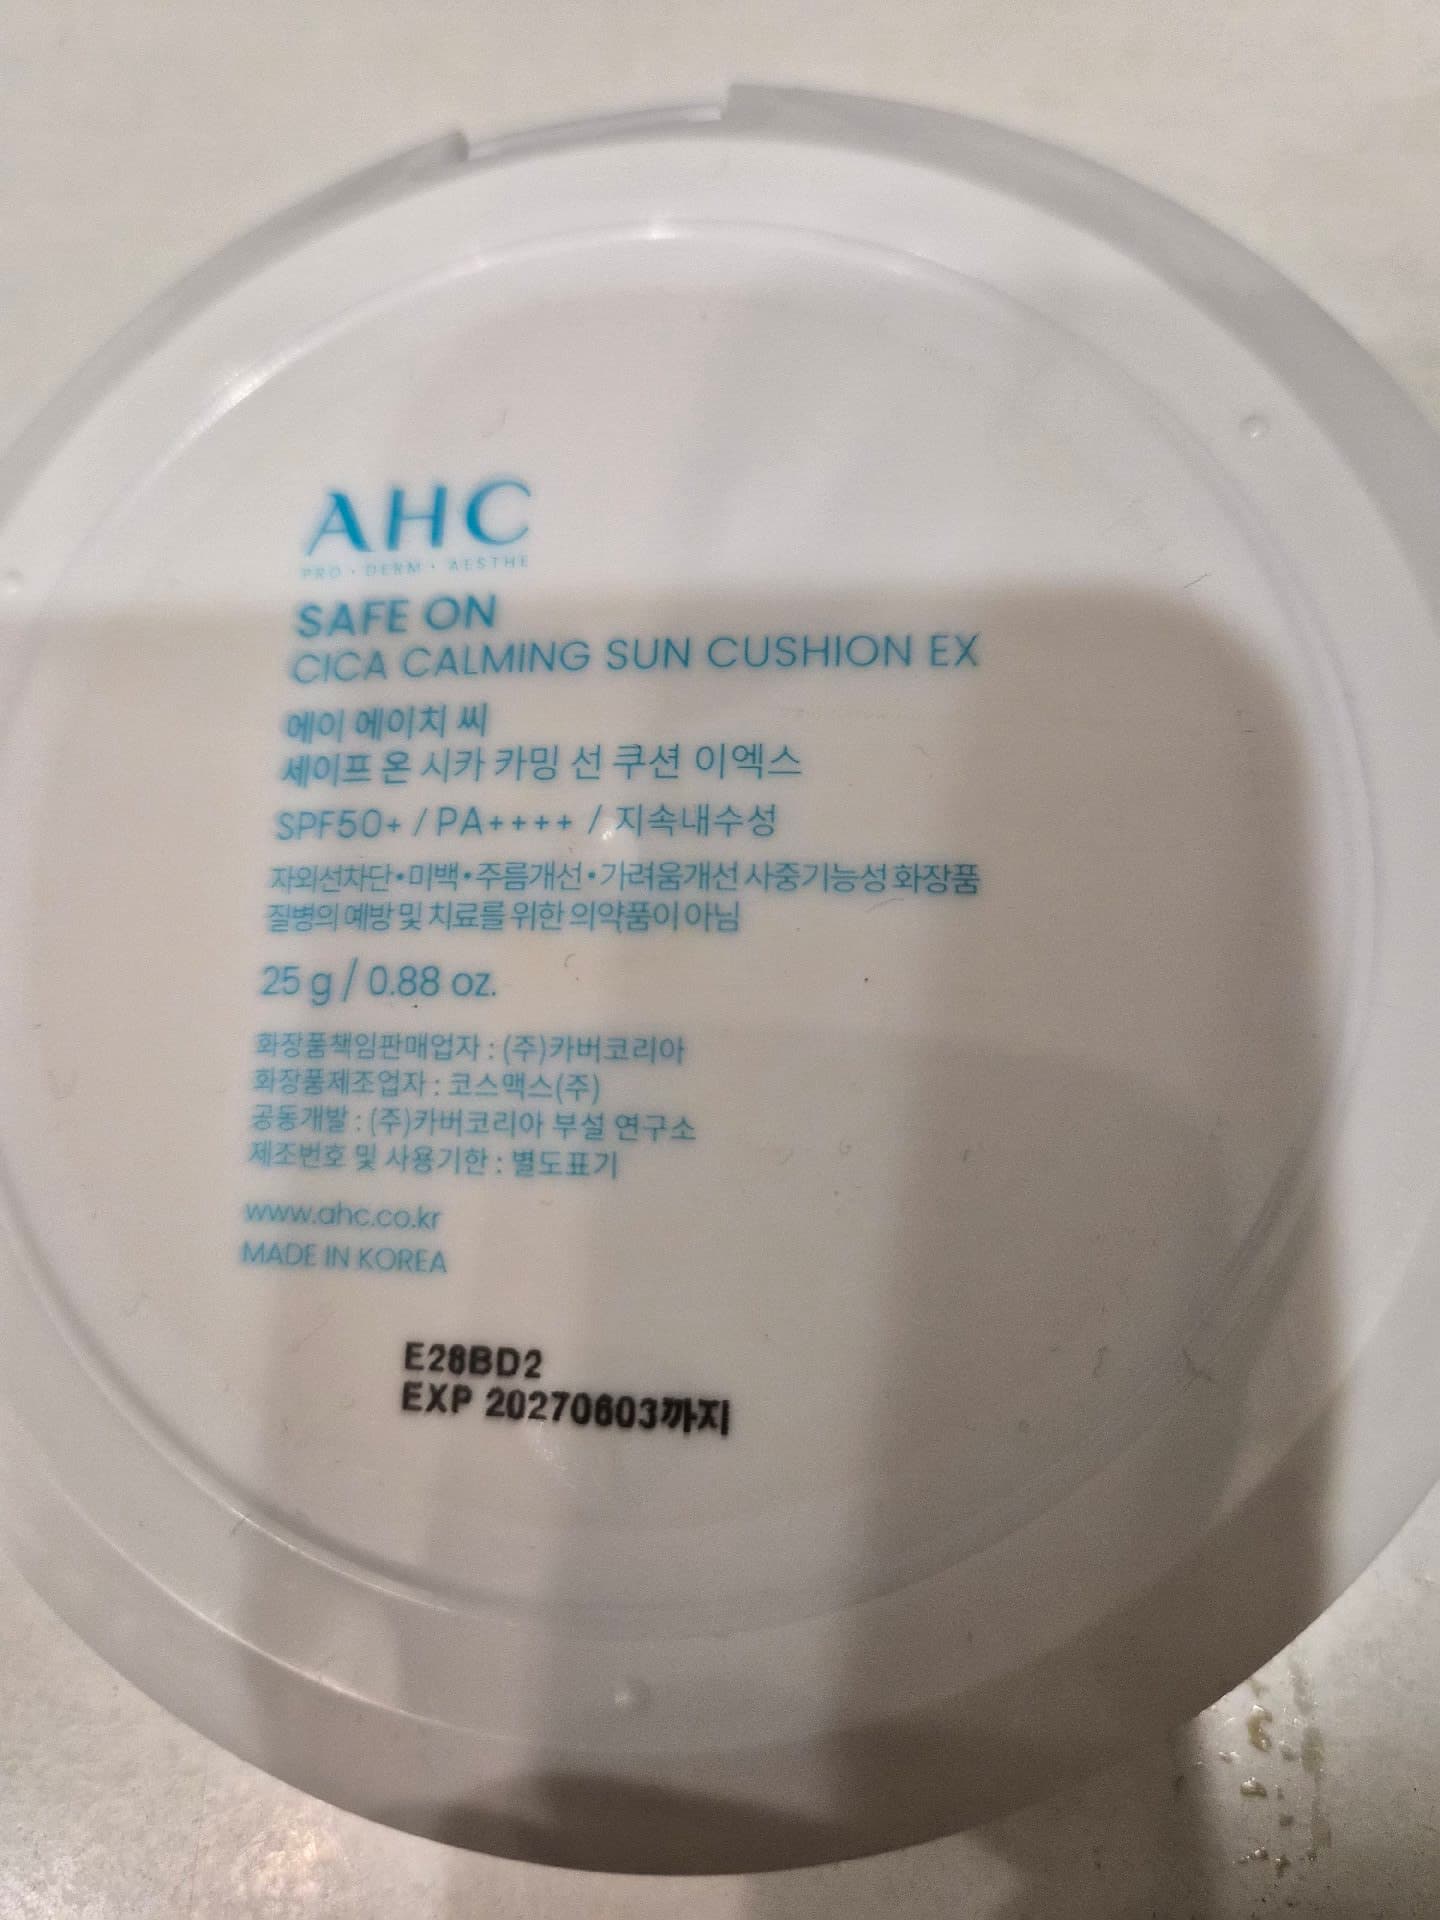 AHC
PRO · DERM · AESTHE
SAFE ON
CICA CALMING SUN CUSHION EX
에이 에이치 씨
세이프 온 시카 카밍 선 쿠션 이엑스
SPF50+ / PA++++ / 지속내수성
자외선차단•미백•주름개선•가려움개선 사중기능성 화장품
질병의 예방 및 치료를 위한 의약품이 아님
25 g / 0.88 oz.
화장품책임판매업자 : (주)카버코리아
화장품제조업자 : 코스맥스(주)
공동개발 : (주)카버코리아 부설 연구소
제조번호 및 사용기한 : 별도표기
www.ahc.co.kr
MADE IN KOREA
E28BD2
EXP 20270603까지